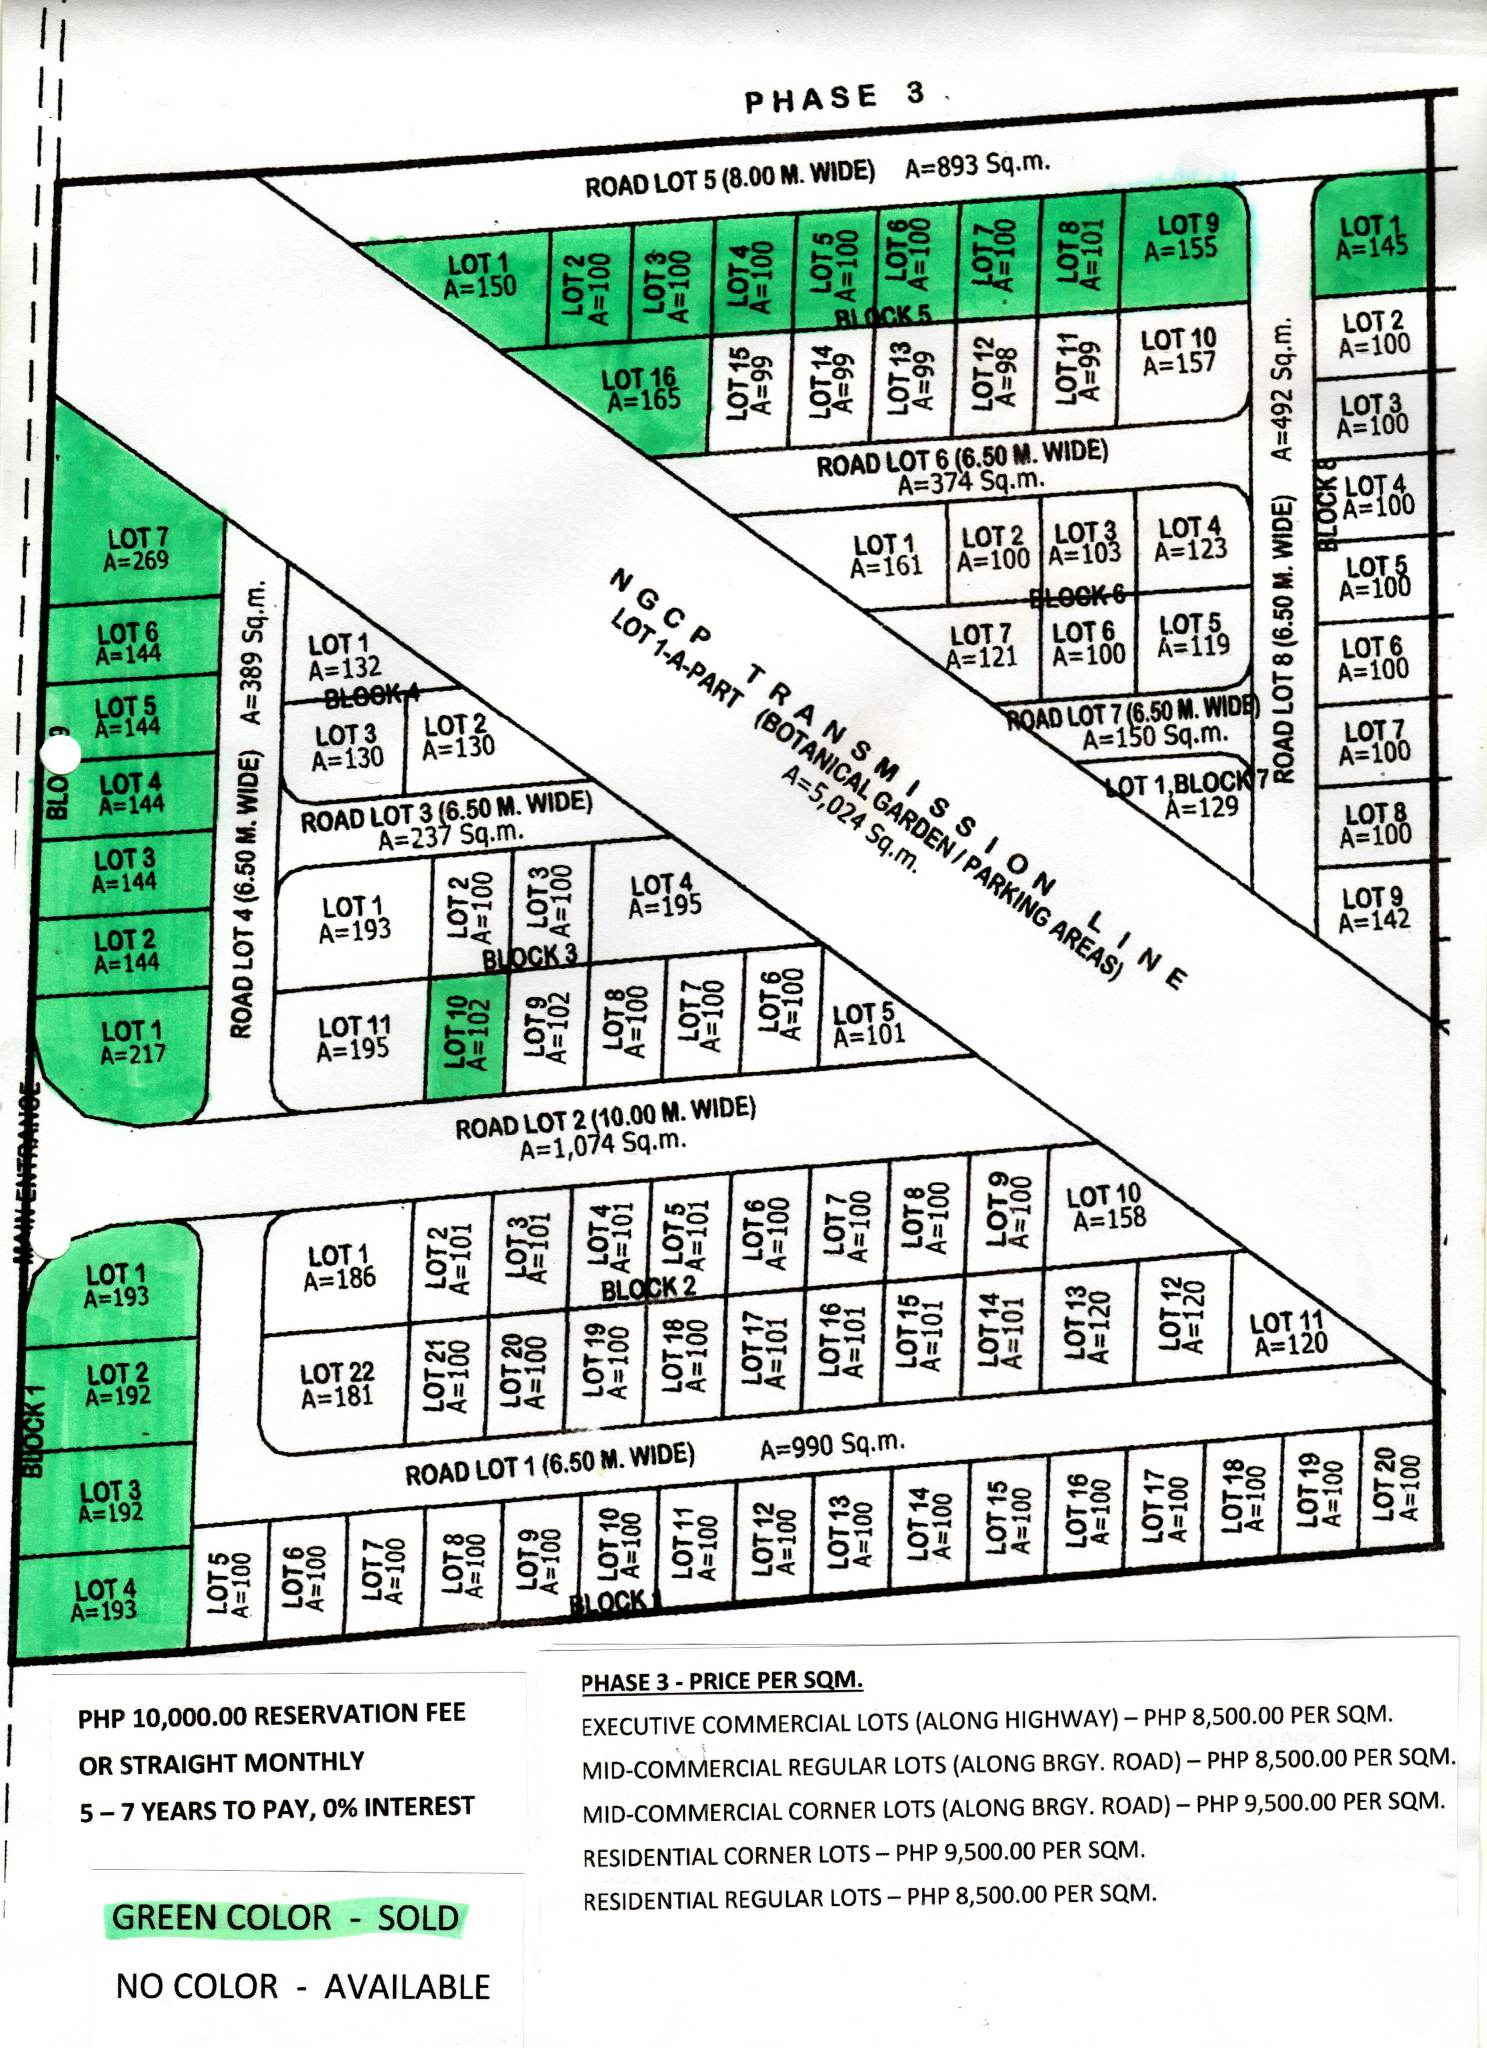 PHASE 3
ROAD LOT 5 (8.00 M. WIDE) A=893 Sq.m.
LOT 1
A=150
LOT 2
A=100
LOT 3
A=100
LOT 4
A=100
LOT 5
A=100
LOT 6
A=100
LOT 7
A=100
LOT 8
A=101
LOT 9
A=155
BLOCK 5
LOT 16
A=165
LOT 15
A=99
LOT 14
A=99
LOT 13
A=99
LOT 12
A=98
LOT 11
A=99
LOT 10
A=157
LOT 1
A=145
LOT 2
A=100
LOT 3
A=100
LOT 4
A=100
BLOCK 8
LOT 5
A=100
LOT 6
A=100
LOT 7
A=100
LOT 8
A=100
LOT 9
A=142
ROAD LOT 8 (6.50 M. WIDE) A=492 Sq.m.
ROAD LOT 6 (6.50 M. WIDE)
A=374 Sq.m.
LOT 1
A=161
LOT 2
A=100
LOT 3
A=103
LOT 4
A=123
BLOCK 6
LOT 7
A=121
LOT 6
A=100
LOT 5
A=119
ROAD LOT 7 (6.50 M. WIDE)
A=150 Sq.m.
LOT 1, BLOCK 7
A=129
NGCP TRANSMISSION LINE
LOT 1-A-PART (BOTANICAL GARDEN / PARKING AREAS)
A=5,024 Sq.m.
LOT 7
A=269
LOT 6
A=144
LOT 5
A=144
LOT 4
A=144
LOT 3
A=144
LOT 2
A=144
LOT 1
A=217
BLO 9
ROAD LOT 4 (6.50 M. WIDE) A=389 Sq.m.
LOT 1
A=132
BLOCK 4
LOT 3
A=130
LOT 2
A=130
ROAD LOT 3 (6.50 M. WIDE)
A=237 Sq.m.
LOT 1
A=193
LOT 2
A=100
LOT 3
A=100
LOT 4
A=195
BLOCK 3
LOT 11
A=195
LOT 10
A=102
LOT 9
A=102
LOT 8
A=100
LOT 7
A=100
LOT 6
A=100
LOT 5
A=101
ROAD LOT 2 (10.00 M. WIDE)
A=1,074 Sq.m.
MAIN ENTRANCE
LOT 1
A=193
LOT 2
A=192
LOT 3
A=192
LOT 4
A=193
BLOCK 1
LOT 1
A=186
LOT 2
A=101
LOT 3
A=101
LOT 4
A=101
LOT 5
A=101
LOT 6
A=100
LOT 7
A=100
LOT 8
A=100
LOT 9
A=100
LOT 10
A=158
BLOCK 2
LOT 22
A=181
LOT 21
A=100
LOT 20
A=100
LOT 19
A=100
LOT 18
A=100
LOT 17
A=101
LOT 16
A=101
LOT 15
A=101
LOT 14
A=101
LOT 13
A=120
LOT 12
A=120
LOT 11
A=120
ROAD LOT 1 (6.50 M. WIDE) A=990 Sq.m.
LOT 5
A=100
LOT 6
A=100
LOT 7
A=100
LOT 8
A=100
LOT 9
A=100
LOT 10
A=100
LOT 11
A=100
LOT 12
A=100
LOT 13
A=100
LOT 14
A=100
LOT 15
A=100
LOT 16
A=100
LOT 17
A=100
LOT 18
A=100
LOT 19
A=100
LOT 20
A=100
BLOCK 1
PHP 10,000.00 RESERVATION FEE
OR STRAIGHT MONTHLY
5 – 7 YEARS TO PAY, 0% INTEREST
GREEN COLOR - SOLD
NO COLOR - AVAILABLE
PHASE 3 - PRICE PER SQM.
EXECUTIVE COMMERCIAL LOTS (ALONG HIGHWAY) – PHP 8,500.00 PER SQM.
MID-COMMERCIAL REGULAR LOTS (ALONG BRGY. ROAD) – PHP 8,500.00 PER SQM.
MID-COMMERCIAL CORNER LOTS (ALONG BRGY. ROAD) – PHP 9,500.00 PER SQM.
RESIDENTIAL CORNER LOTS – PHP 9,500.00 PER SQM.
RESIDENTIAL REGULAR LOTS – PHP 8,500.00 PER SQM.